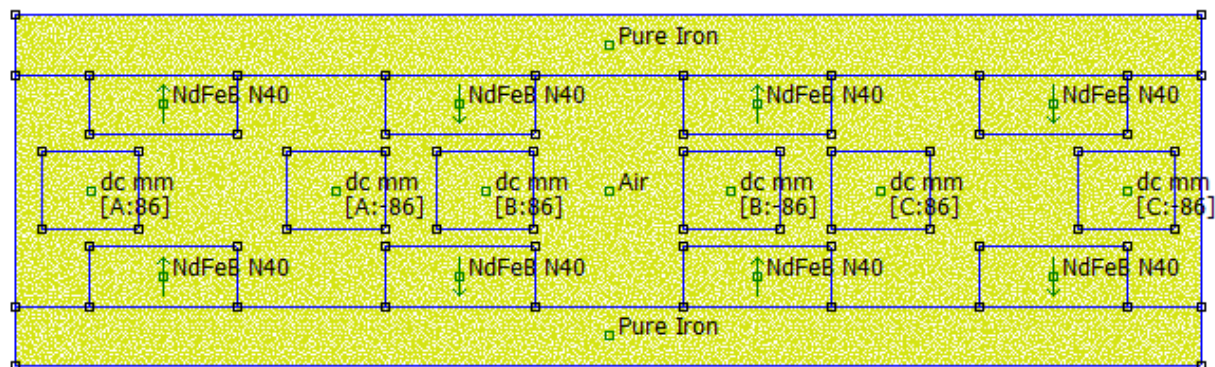 Pure Iron
NdFeB N40
NdFeB N40
NdFeB N40
NdFeB N40
dc mm
[A:86]
dc mm
[A:-86]
dc mm
[B:86]
Air
dc mm
[B:-86]
dc mm
[C:86]
dc mm
[C:-86]
NdFeB N40
NdFeB N40
NdFeB N40
NdFeB N40
Pure Iron